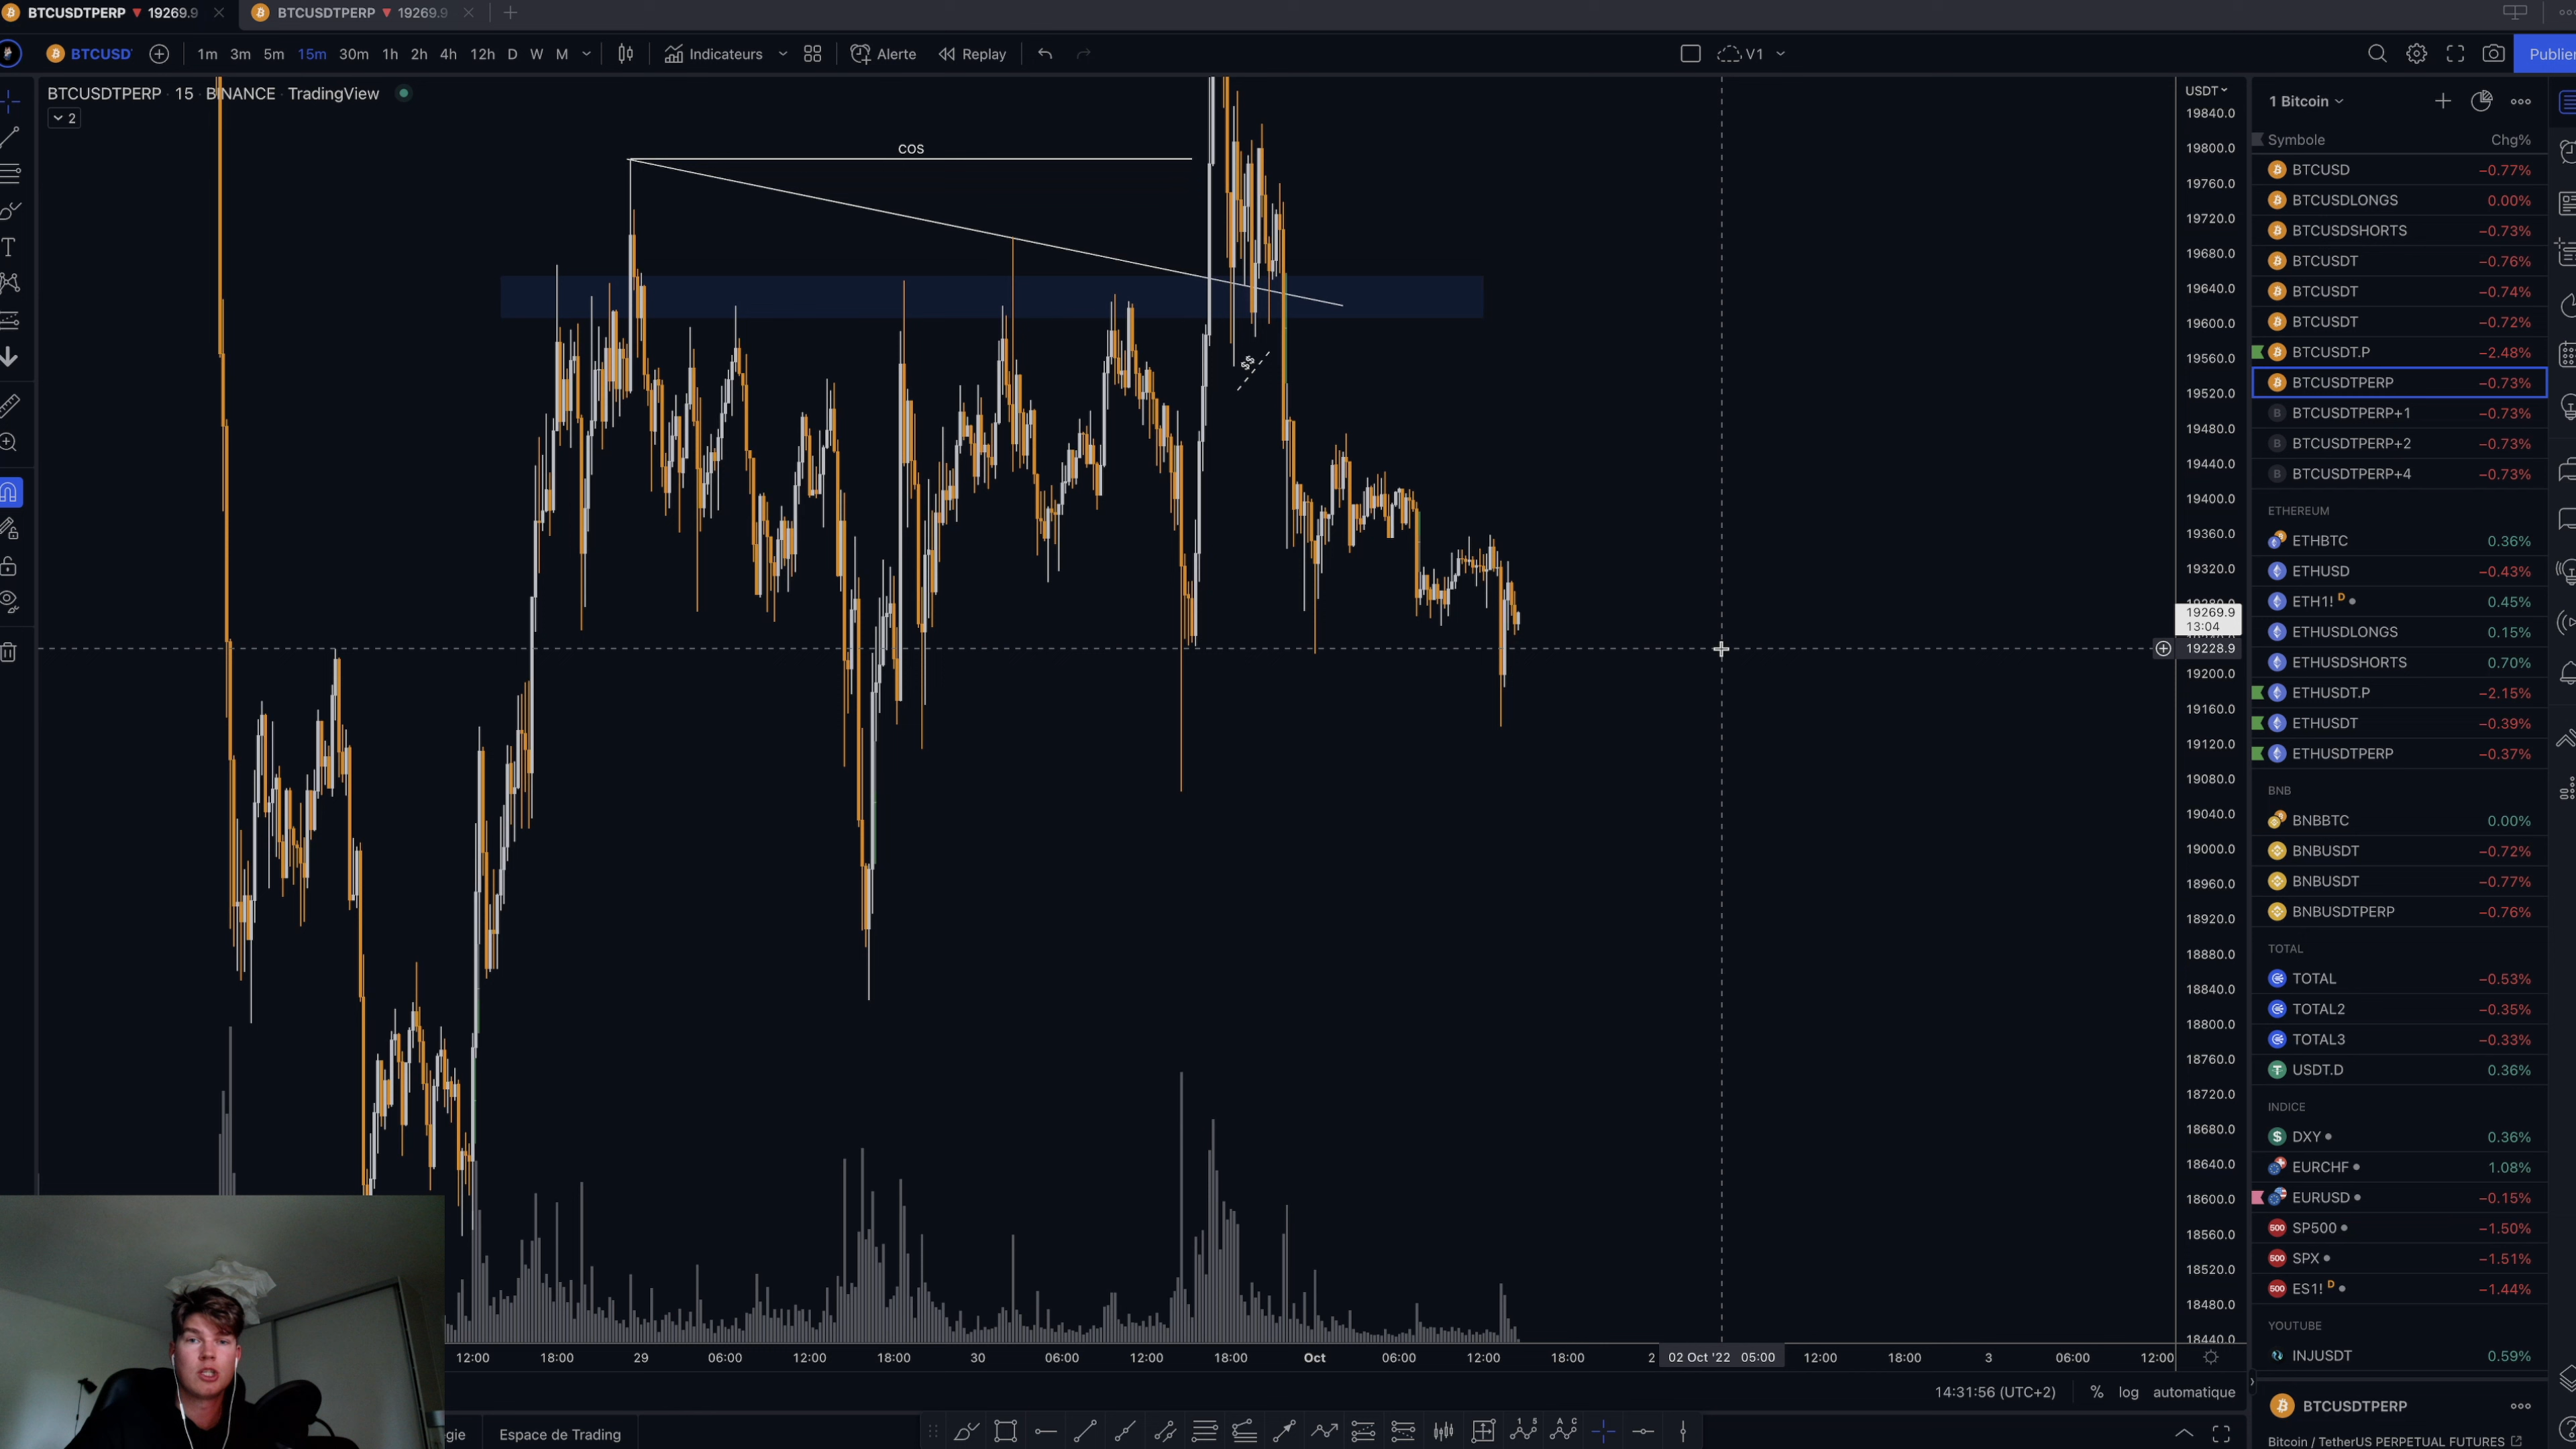 BTCUSDTPERP ▼ 19269.9 ×
BTCUSDTPERP ▼ 19269.9 × +
BTCUSD 1m 3m 5m 15m 30m 1h 2h 4h 12h D W M Indicateurs Alerte Replay V1 Publier
BTCUSDTPERP · 15 · BINANCE · TradingView
2
COS
$$
USDT
19840.0
19800.0
19760.0
19720.0
19680.0
19640.0
19600.0
19560.0
19520.0
19480.0
19440.0
19400.0
19360.0
19320.0
19269.9
13:04
19228.9
19200.0
19160.0
19120.0
19080.0
19040.0
19000.0
18960.0
18920.0
18880.0
18840.0
18800.0
18760.0
18720.0
18680.0
18640.0
18600.0
18560.0
18520.0
18480.0
18440.0
12:00 18:00 29 06:00 12:00 18:00 30 06:00 12:00 18:00 Oct 06:00 12:00 18:00 2 02 Oct '22 05:00 12:00 18:00 3 06:00 12:00
14:31:56 (UTC+2) % log automatique
gie Espace de Trading
1 Bitcoin
Symbole Chg%
BTCUSD −0.77%
BTCUSDLONGS 0.00%
BTCUSDSHORTS −0.73%
BTCUSDT −0.76%
BTCUSDT −0.74%
BTCUSDT −0.72%
BTCUSDT.P −2.48%
BTCUSDTPERP −0.73%
B BTCUSDTPERP+1 −0.73%
B BTCUSDTPERP+2 −0.73%
B BTCUSDTPERP+4 −0.73%
ETHEREUM
ETHBTC 0.36%
ETHUSD −0.43%
ETH1! D 0.45%
ETHUSDLONGS 0.15%
ETHUSDSHORTS 0.70%
ETHUSDT.P −2.15%
ETHUSDT −0.39%
ETHUSDTPERP −0.37%
BNB
BNBBTC 0.00%
BNBUSDT −0.72%
BNBUSDT −0.77%
BNBUSDTPERP −0.76%
TOTAL
TOTAL −0.53%
TOTAL2 −0.35%
TOTAL3 −0.33%
USDT.D 0.36%
INDICE
DXY 0.36%
EURCHF 1.08%
EURUSD −0.15%
500 SP500 −1.50%
500 SPX −1.51%
500 ES1! D −1.44%
YOUTUBE
INJUSDT 0.59%
BTCUSDTPERP
Bitcoin / TetherUS PERPETUAL FUTURES